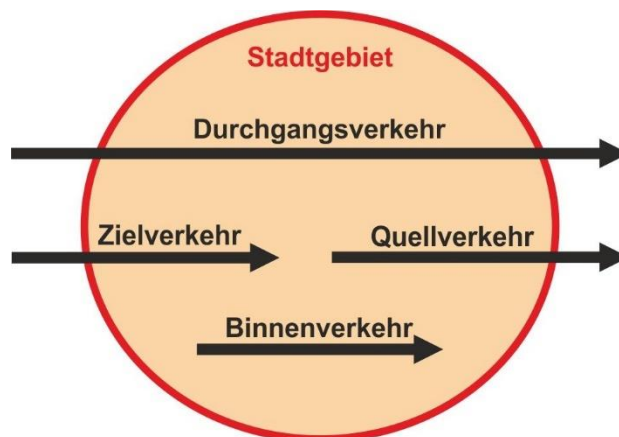 Stadtgebiet
Durchgangsverkehr
Zielverkehr
Quellverkehr
Binnenverkehr